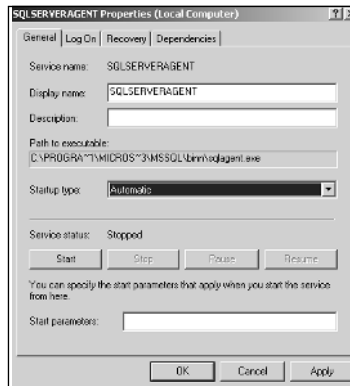 SQLSERVERAGENT Properties (Local Computer)
General Log On Recovery Dependencies
Service name: SQLSERVERAGENT
Display name: SQLSERVERAGENT
Description:
Path to executable:
C:\PROGRA~1\MICROS~3\MSSQL\binn\sqlagent.exe
Startup type: Automatic
Service status: Stopped
Start Stop Pause Resume
You can specify the start parameters that apply when you start the service
from here.
Start parameters:
OK Cancel Apply